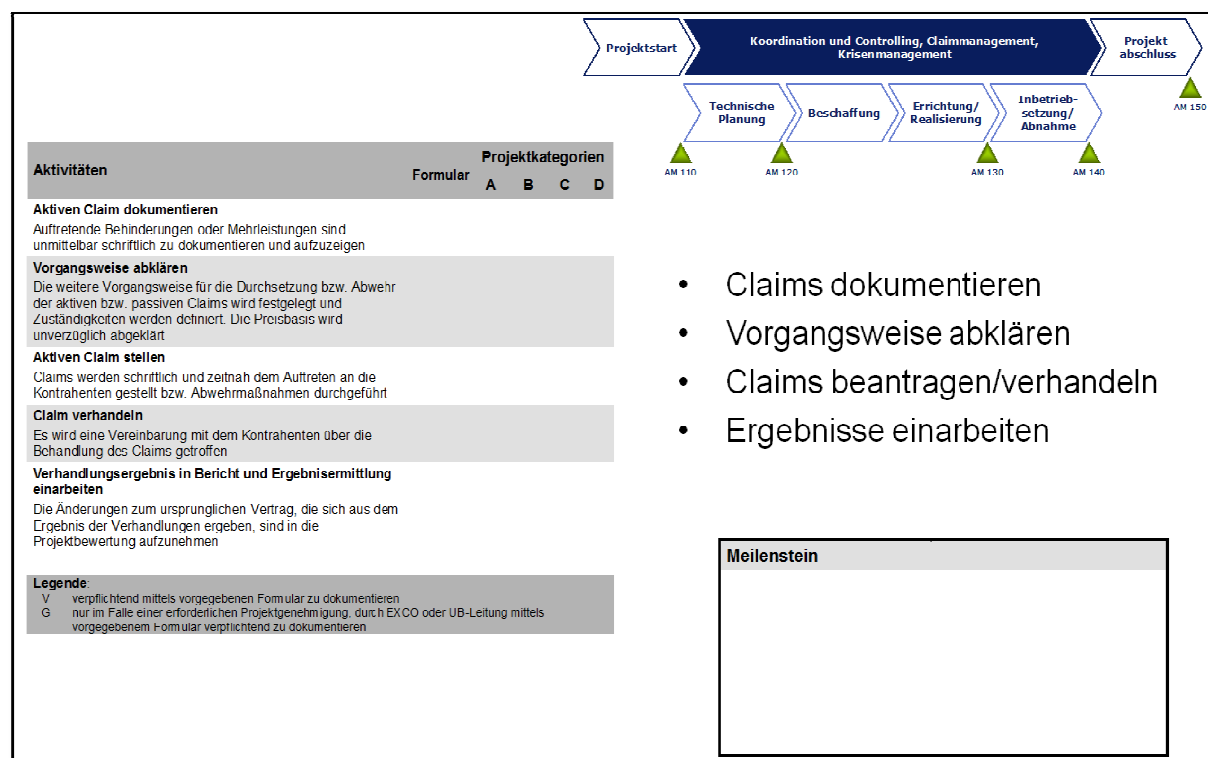 Projektstart
Koordination und Controlling, Claimmanagement,
Krisenmanagement
Projekt
abschluss
Technische
Planung
Beschaffung
Errichtung/
Realisierung
Inbetrieb-
setzung/
Abnahme
AM 150
AM 110
AM 120
AM 130
AM 140
Aktivitäten
Formular
Projektkategorien
A B C D
Aktiven Claim dokumentieren
Auftretende Behinderungen oder Mehrleistungen sind
unmittelbar schriftlich zu dokumentieren und aufzuzeigen
Vorgangsweise abklären
Die weitere Vorgangsweise für die Durchsetzung bzw. Abwehr
der aktiven bzw. passiven Claims wird festgelegt und
Zuständigkeiten werden definiert. Die Preisbasis wird
unverzüglich abgeklärt
Aktiven Claim stellen
Claims werden schriftlich und zeitnah dem Auftreten an die
Kontrahenten gestellt bzw. Abwehrmaßnahmen durchgeführt
Claim verhandeln
Es wird eine Vereinbarung mit dem Kontrahenten über die
Behandlung des Claims getroffen
Verhandlungsergebnis in Bericht und Ergebnisermittlung
einarbeiten
Die Änderungen zum ursprunglichen Vertrag, die sich aus dem
Ergebnis der Verhandlungen ergeben, sind in die
Projektbewertung aufzunehmen
Legende:
V verpflichtend mittels vorgegebenen Formular zu dokumentieren
G nur im Falle einer erforderlichen Projektgenehmigung, durch EXCO oder UB-Leitung mittels
vorgegebenem Formular verpflichtend zu dokumentieren
• Claims dokumentieren
• Vorgangsweise abklären
• Claims beantragen/verhandeln
• Ergebnisse einarbeiten
Meilenstein